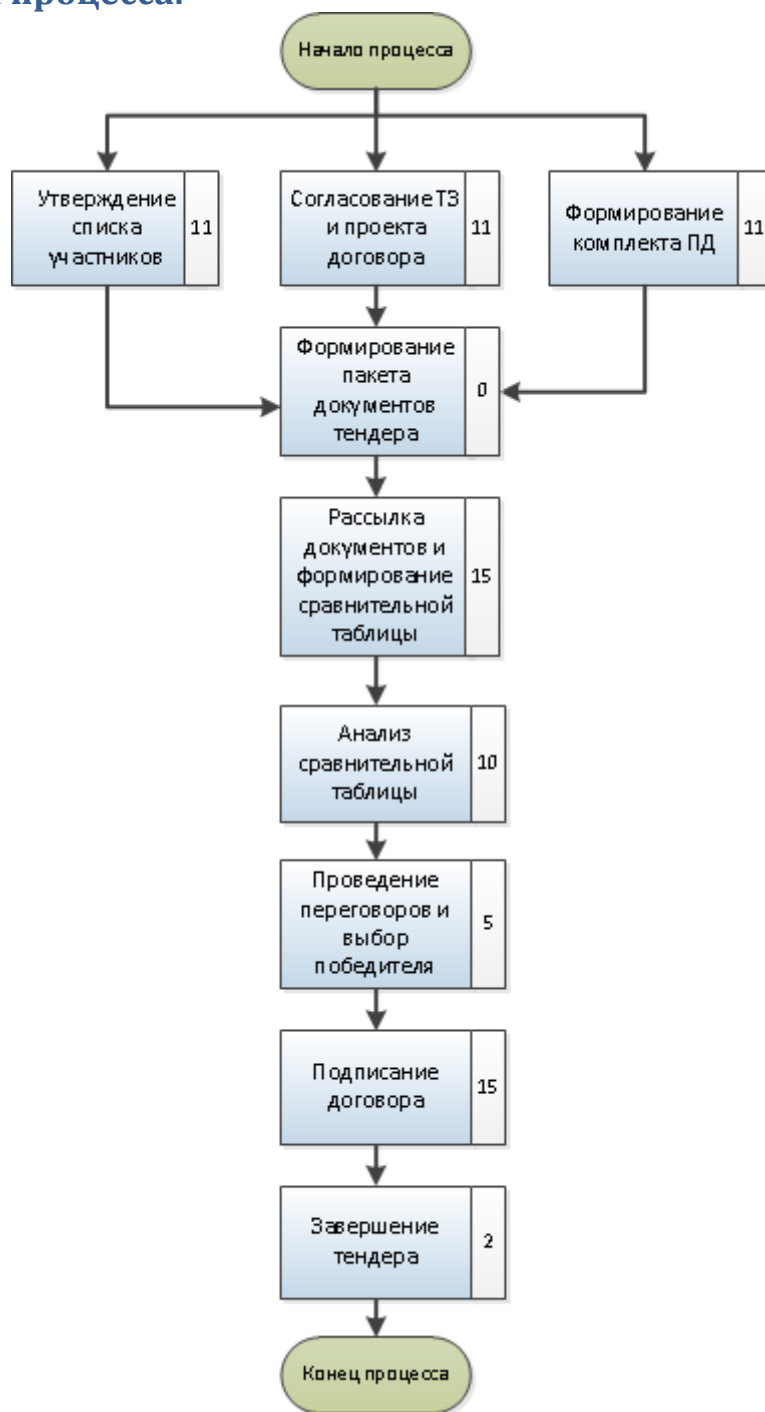 процесса.
Начало процесса
Утверждение
списка
участников
11
Согласование ТЗ
и проекта
договора
11
Формирование
комплекта ПД
11
Формирование
пакета
документов
тендера
0
Рассылка
документов и
формирование
сравнительной
таблицы
15
Анализ
сравнительной
таблицы
10
Проведение
переговоров и
выбор
победителя
5
Подписание
договора
15
Завершение
тендера
2
Конец процесса